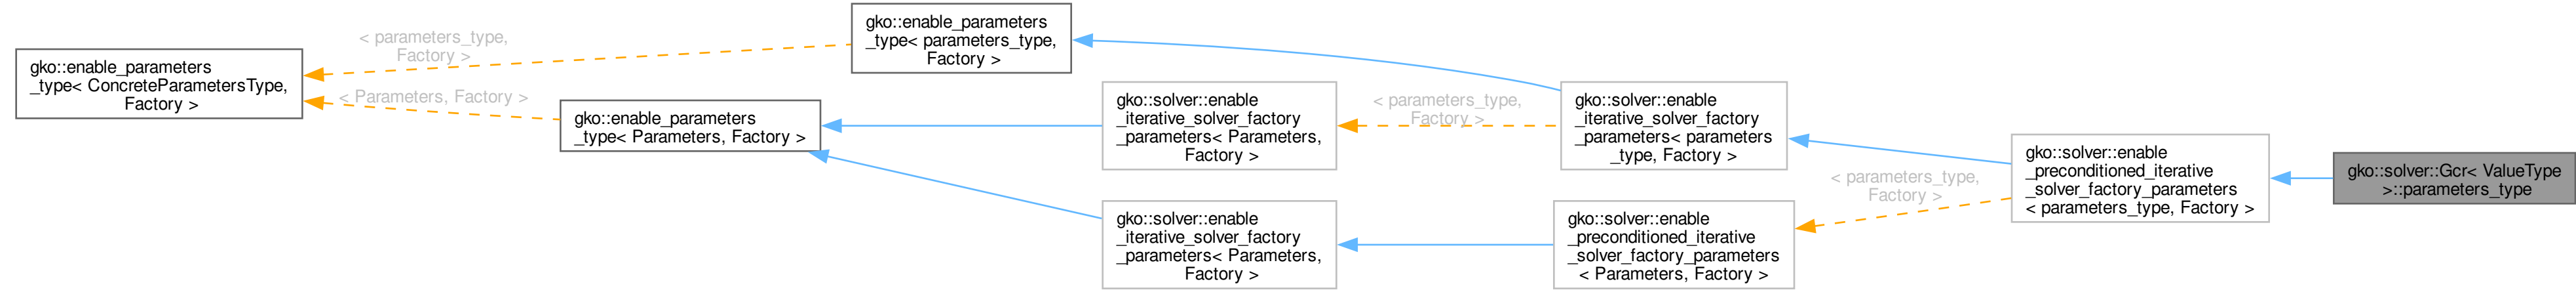 gko::enable_parameters
_type< ConcreteParametersType,
Factory >
< parameters_type,
Factory >
< Parameters, Factory >
gko::enable_parameters
_type< parameters_type,
Factory >
gko::enable_parameters
_type< Parameters, Factory >
gko::solver::enable
_iterative_solver_factory
_parameters< Parameters,
Factory >
gko::solver::enable
_iterative_solver_factory
_parameters< Parameters,
Factory >
< parameters_type,
Factory >
gko::solver::enable
_iterative_solver_factory
_parameters< parameters
_type, Factory >
gko::solver::enable
_preconditioned_iterative
_solver_factory_parameters
< Parameters, Factory >
< parameters_type,
Factory >
gko::solver::enable
_preconditioned_iterative
_solver_factory_parameters
< parameters_type, Factory >
gko::solver::Gcr< ValueType
>::parameters_type